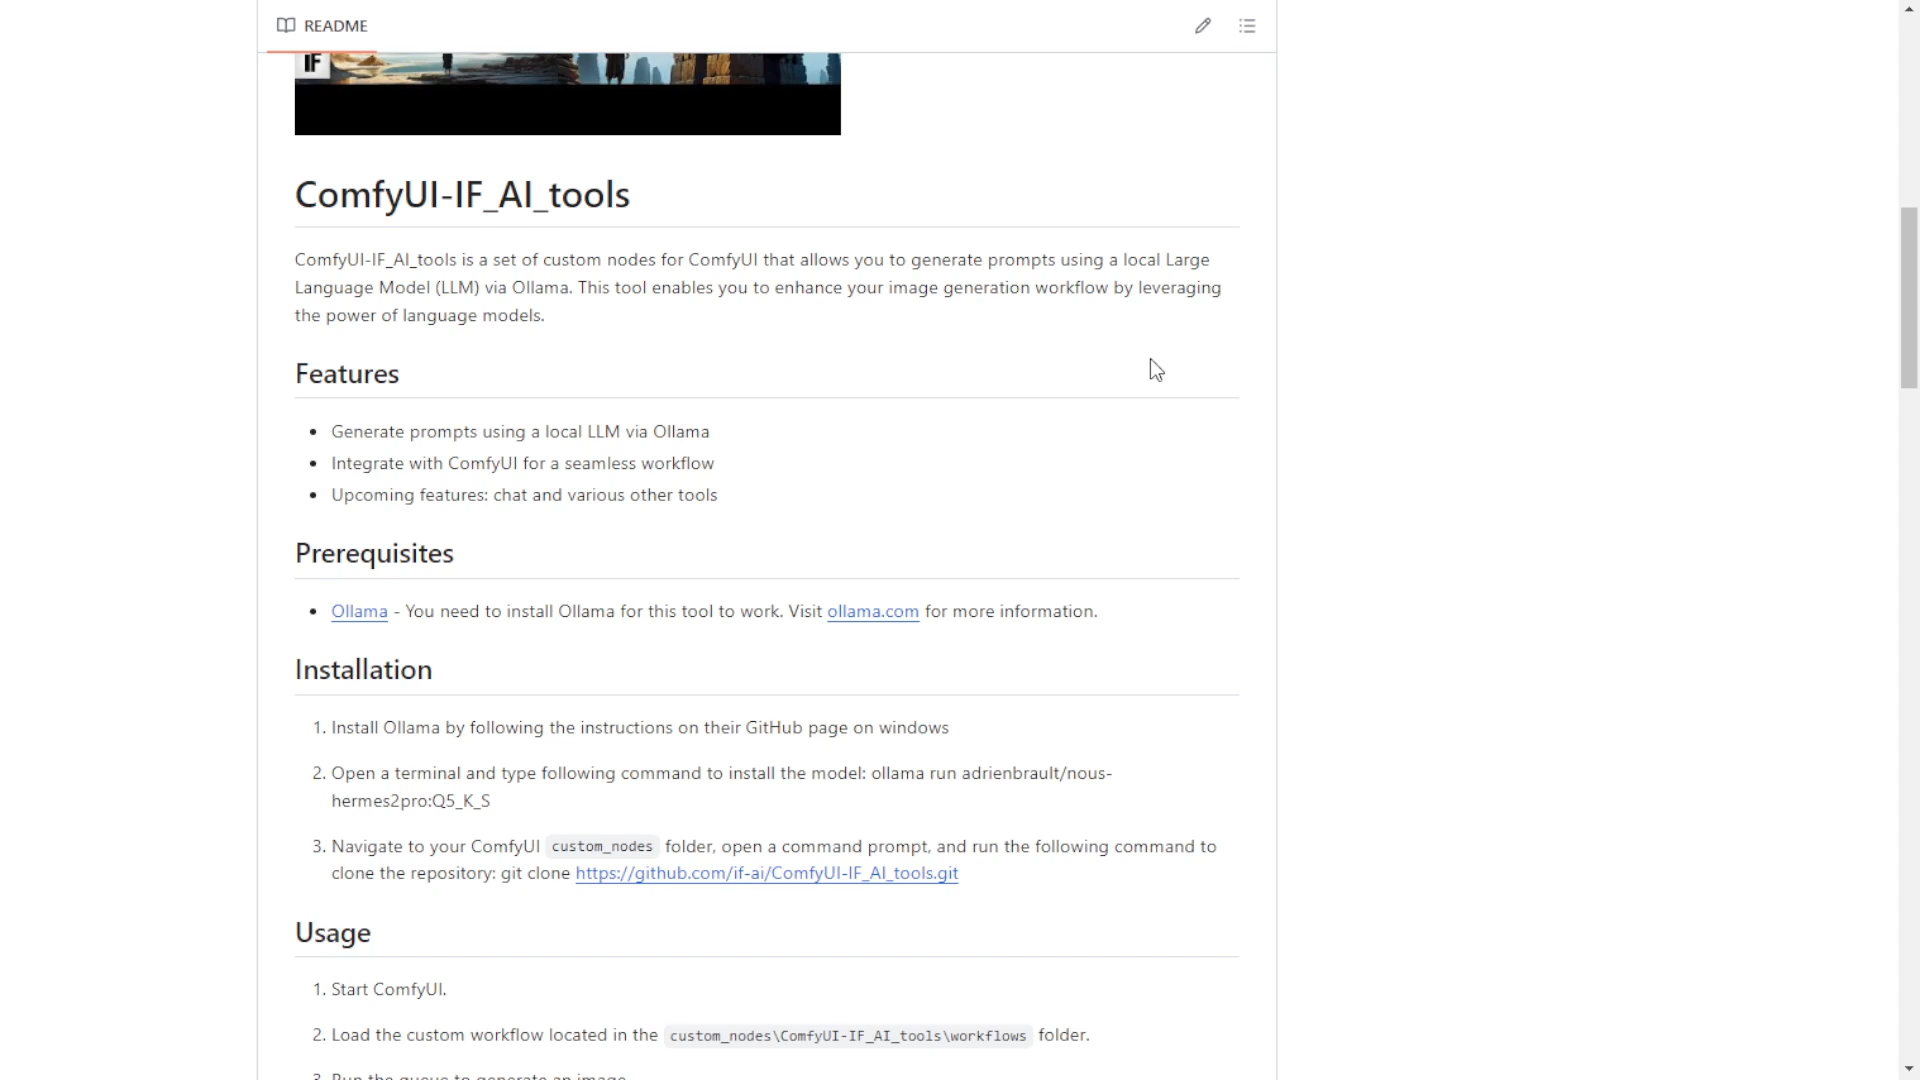 README
IF
ComfyUI-IF_AI_tools
ComfyUI-IF_AI_tools is a set of custom nodes for ComfyUI that allows you to generate prompts using a local Large
Language Model (LLM) via Ollama. This tool enables you to enhance your image generation workflow by leveraging
the power of language models.
Features
• Generate prompts using a local LLM via Ollama
• Integrate with ComfyUI for a seamless workflow
• Upcoming features: chat and various other tools
Prerequisites
• Ollama - You need to install Ollama for this tool to work. Visit ollama.com for more information.
Installation
1. Install Ollama by following the instructions on their GitHub page on windows
2. Open a terminal and type following command to install the model: ollama run adrienbrault/nous-
hermes2pro:Q5_K_S
3. Navigate to your ComfyUI custom_nodes folder, open a command prompt, and run the following command to
clone the repository: git clone https://github.com/if-ai/ComfyUI-IF_AI_tools.git
Usage
1. Start ComfyUI.
2. Load the custom workflow located in the custom_nodes\ComfyUI-IF_AI_tools\workflows folder.
3. Run the queue to generate an image.